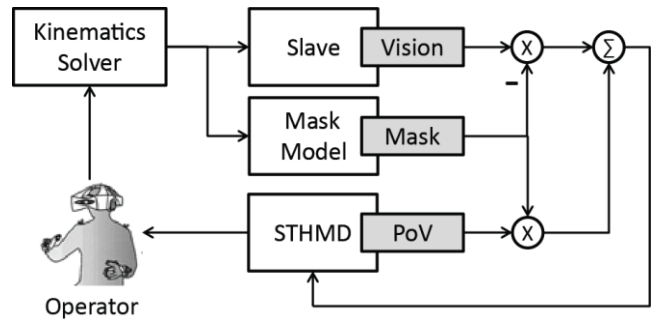 Kinematics
Solver
Slave
Vision
X
Σ
Mask
Model
Mask
–
STHMD
PoV
X
Operator